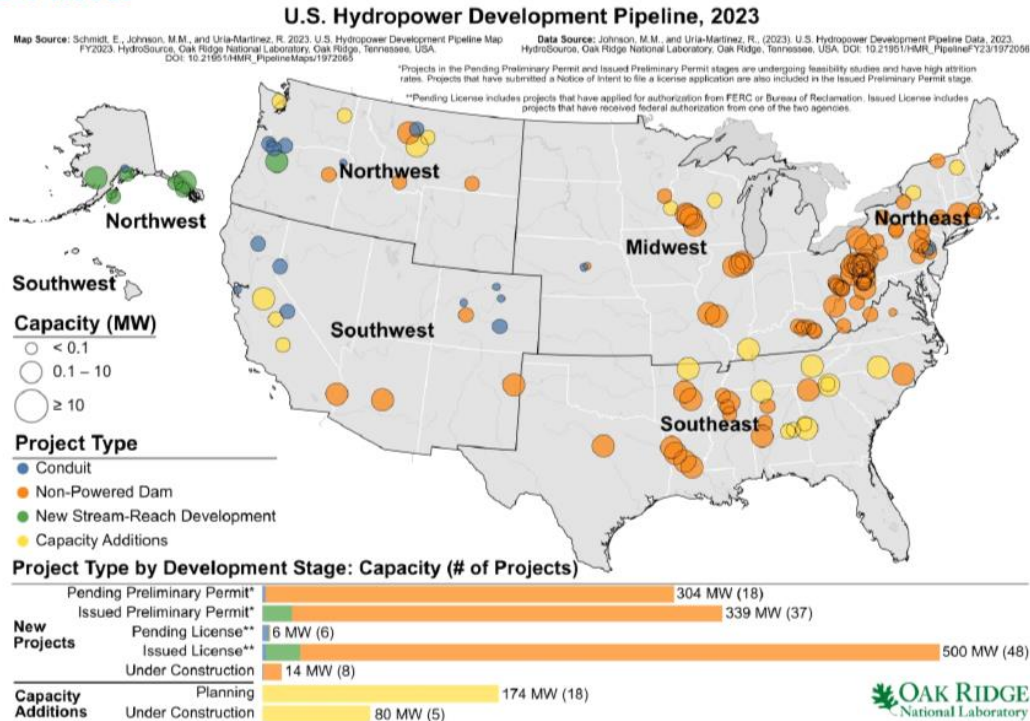 U.S. Hydropower Development Pipeline, 2023
Map Source: Schmidt, E., Johnson, M.M., and Uría-Martínez, R. 2023. U.S. Hydropower Development Pipeline Map
FY2023. HydroSource, Oak Ridge National Laboratory, Oak Ridge, Tennessee, USA.
DOI: 10.21951/HMR_PipelineMaps/1972065
Data Source: Johnson, M.M., and Uría-Martínez, R., (2023). U.S. Hydropower Development Pipeline Data, 2023.
HydroSource, Oak Ridge National Laboratory, Oak Ridge, Tennessee, USA. DOI: 10.21951/HMR_PipelineFY23/1972056
*Projects in the Pending Preliminary Permit and Issued Preliminary Permit stages are undergoing feasibility studies and have high attrition
rates. Projects that have submitted a Notice of Intent to file a license application are also included in the Issued Preliminary Permit stage.
**Pending License includes projects that have applied for authorization from FERC or Bureau of Reclamation. Issued License includes
projects that have received federal authorization from one of the two agencies.
Northwest
Northwest
Northeast
Midwest
Southwest
Southwest
Southeast
Capacity (MW)
< 0.1
0.1 – 10
≥ 10
Project Type
Conduit
Non-Powered Dam
New Stream-Reach Development
Capacity Additions
Project Type by Development Stage: Capacity (# of Projects)
New
Projects
Pending Preliminary Permit* 304 MW (18)
Issued Preliminary Permit* 339 MW (37)
Pending License** 6 MW (6)
Issued License** 500 MW (48)
Under Construction 14 MW (8)
Capacity
Additions
Planning 174 MW (18)
Under Construction 80 MW (5)
OAK RIDGE
National Laboratory